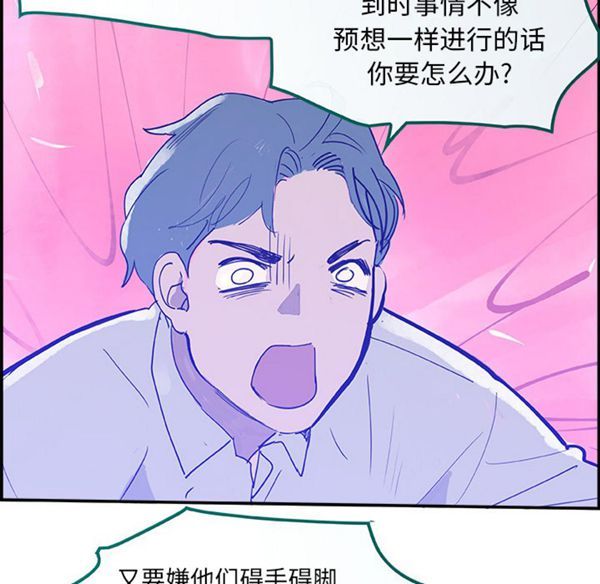 到时事情不像
预想一样进行的话
你要怎么办?
又要嫌他们碍手碍脚